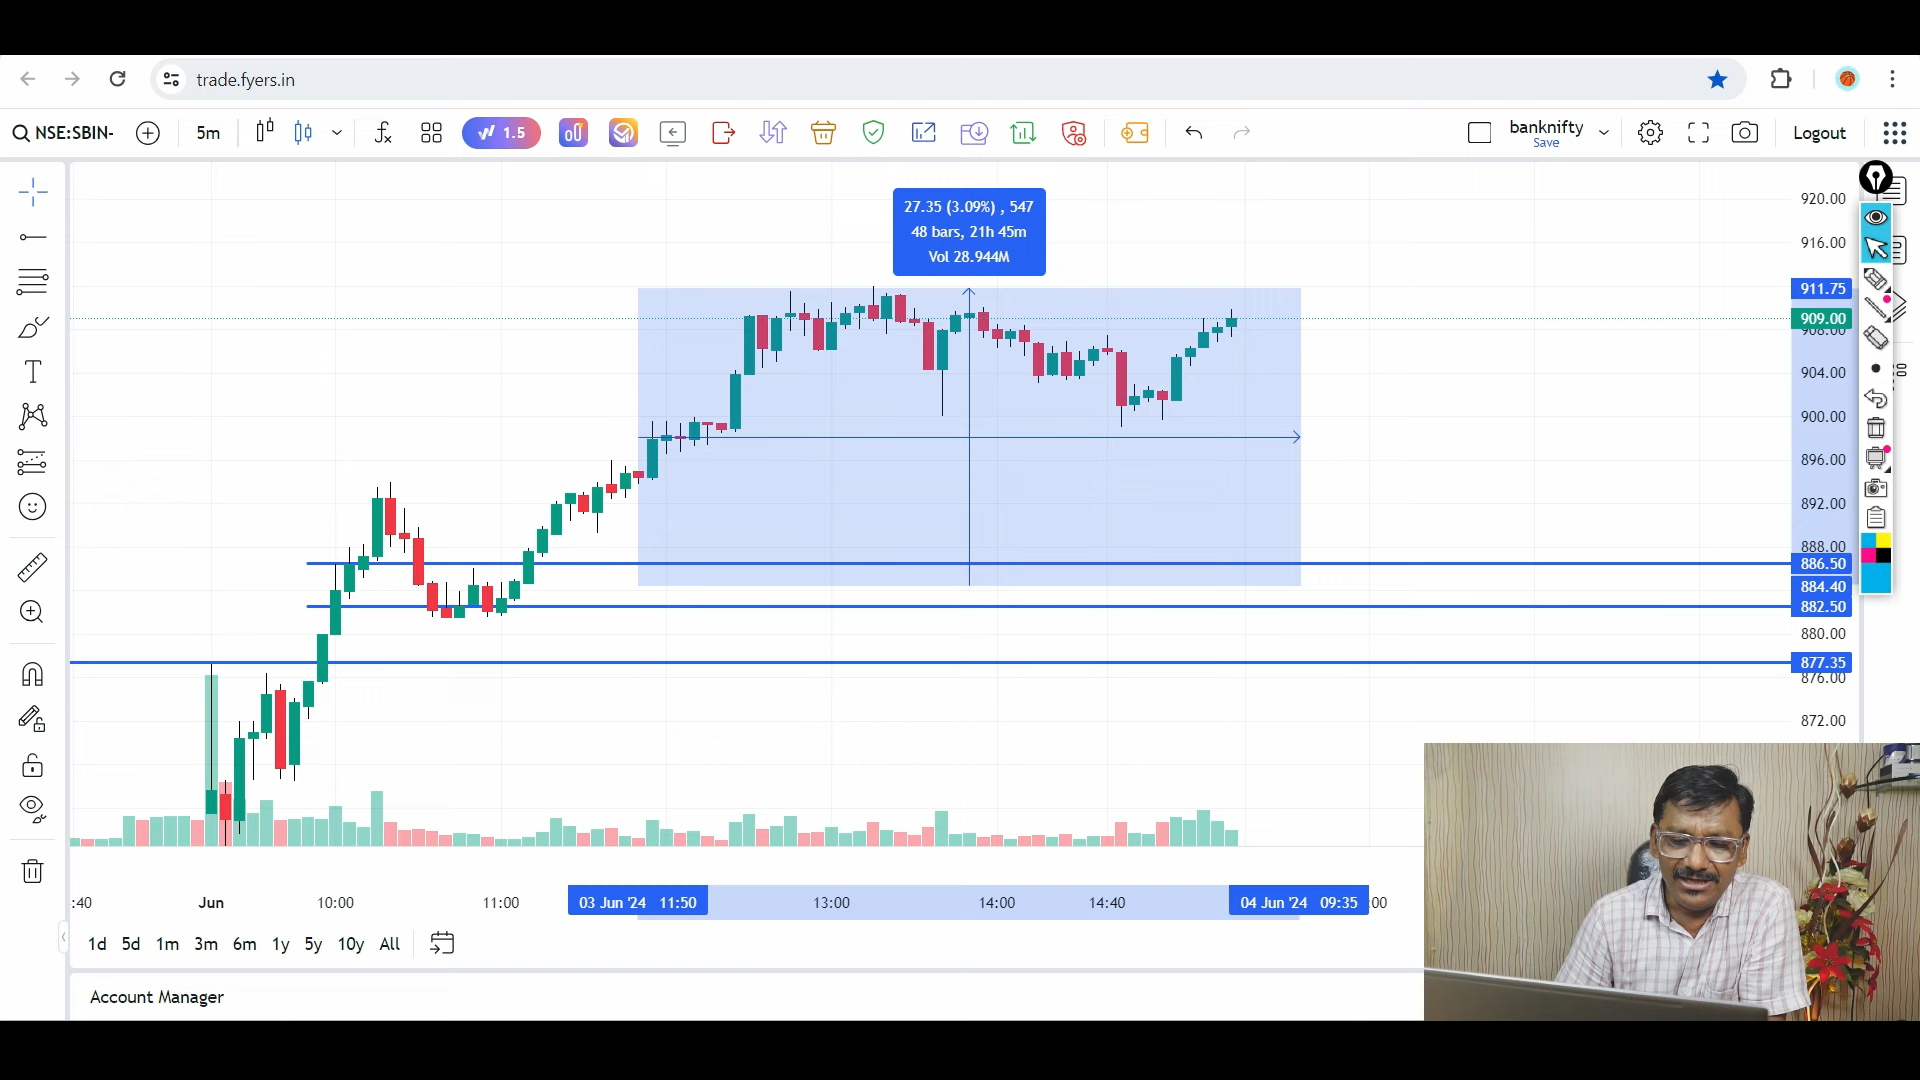 trade.fyers.in
NSE:SBIN-
5m
1.5
banknifty
Save
Logout
27.35 (3.09%) , 547
48 bars, 21h 45m
Vol 28.944M
920.00
916.00
911.75
909.00
904.00
900.00
896.00
892.00
888.00
886.50
884.40
882.50
880.00
877.35
876.00
872.00
:40
Jun
10:00
11:00
03 Jun '24 11:50
13:00
14:00
14:40
04 Jun '24 09:35
:00
1d 5d 1m 3m 6m 1y 5y 10y All
Account Manager